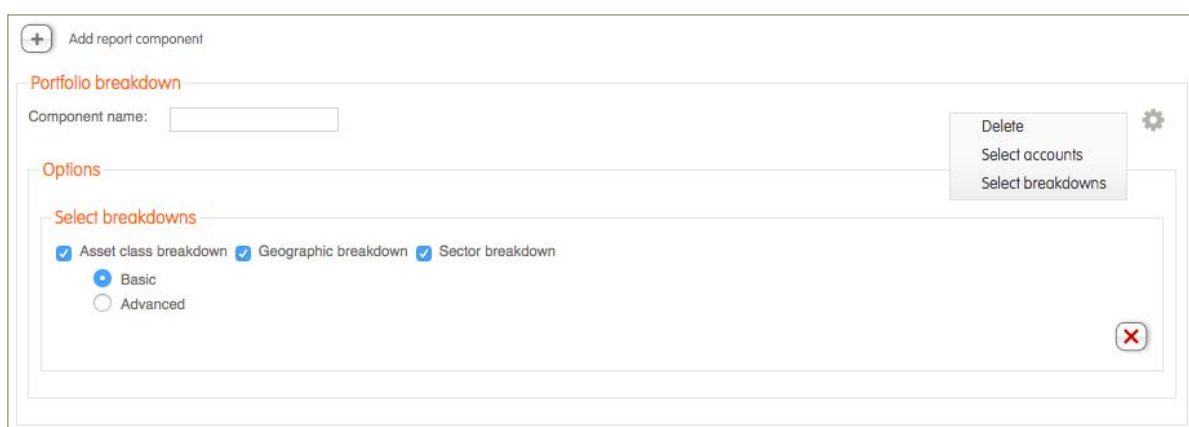 Add report component
Portfolio breakdown
Component name:
Delete
Select accounts
Select breakdowns
Options
Select breakdowns
Asset class breakdown Geographic breakdown Sector breakdown
Basic
Advanced